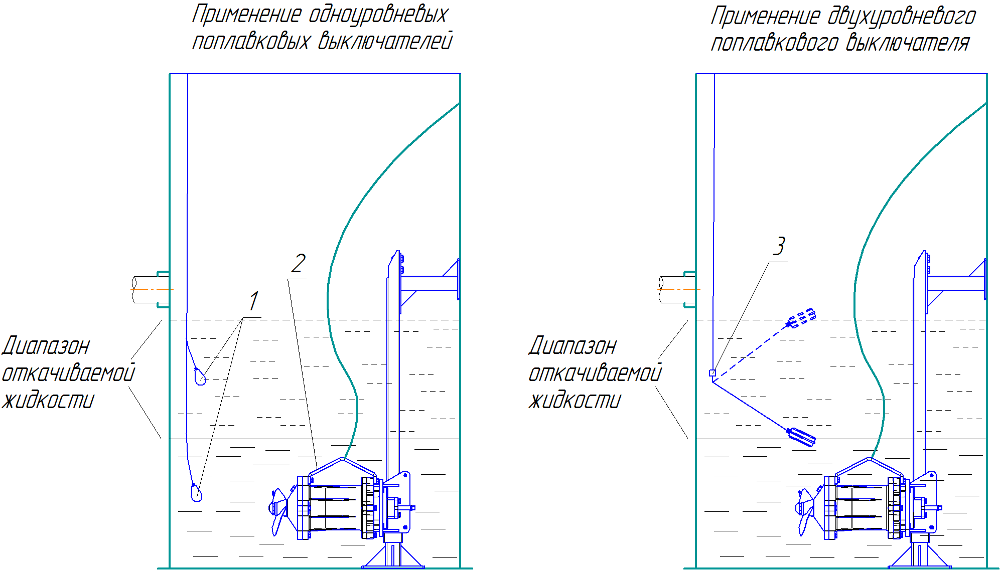 Применение одноуровневых
поплавковых выключателей
2
1
Диапазон
откачиваемой
жидкости
Применение двухуровневого
поплавкового выключателя
3
Диапазон
откачиваемой
жидкости